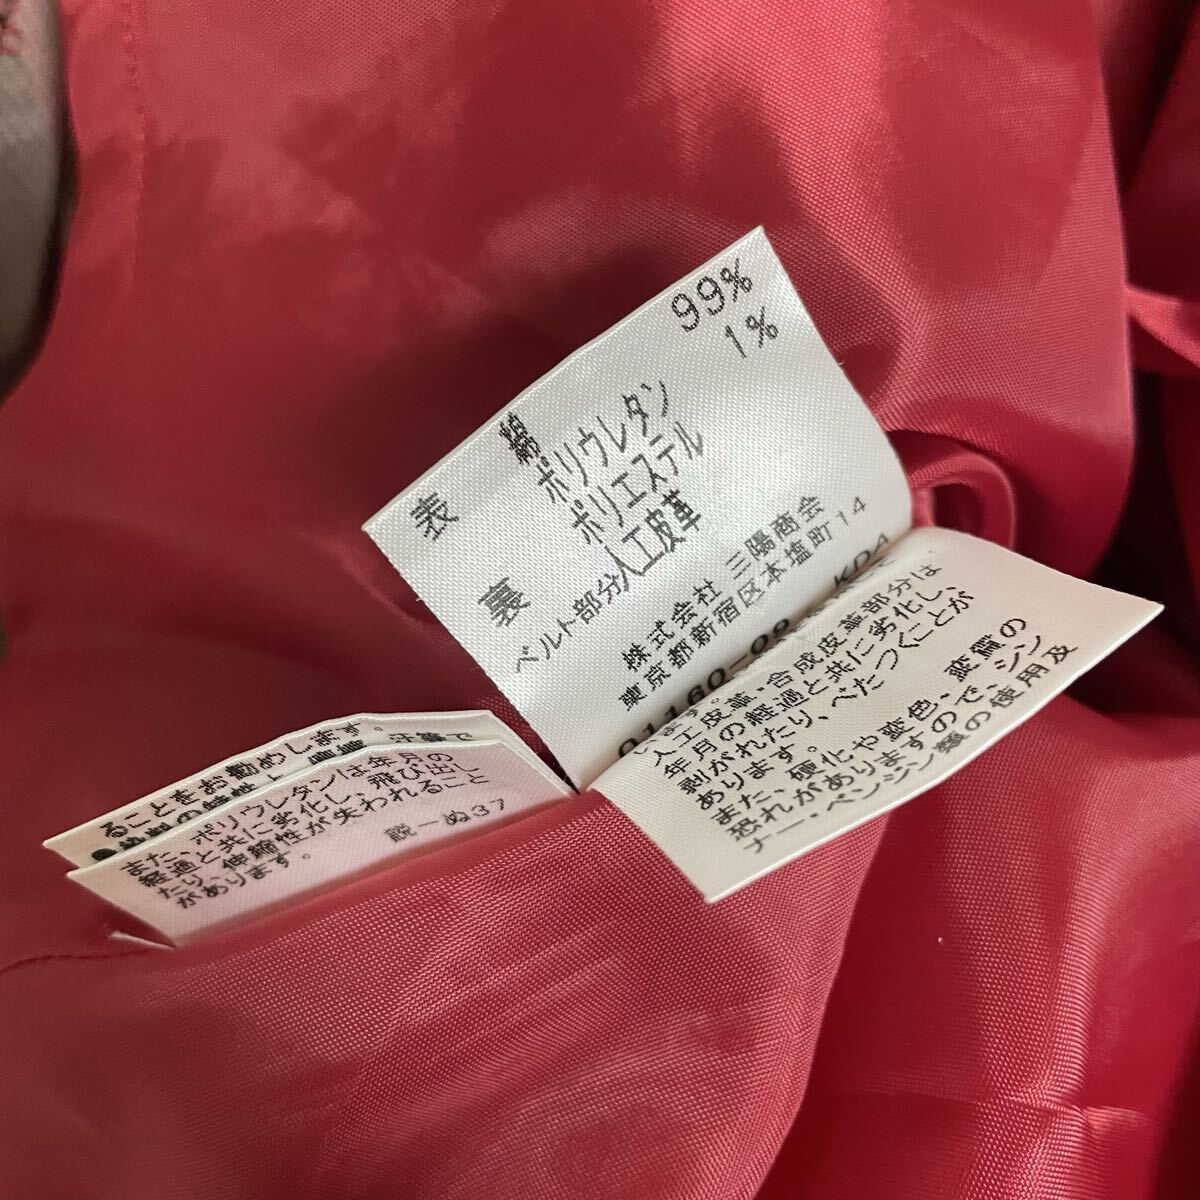 表 綿 99%
ポリウレタン 1%
裏 ポリエステル
ベルト部分人工皮革
株式会社 三陽商会
東京都新宿区本塩町14
01160-09 KDA
います。
人工皮革、合成皮革部分は
年月の経過と共に劣化し、
剥がれたり、べたつくことが
あります。
また、硬化や変色、変質の
恐れがありますので、シン
ナー・ベンジン類の使用及
ることをお勧めします。
また、ポリウレタンは年月の
経過と共に劣化し、飛び出し
たり、伸縮性が失われること
があります。
説ーぬ37